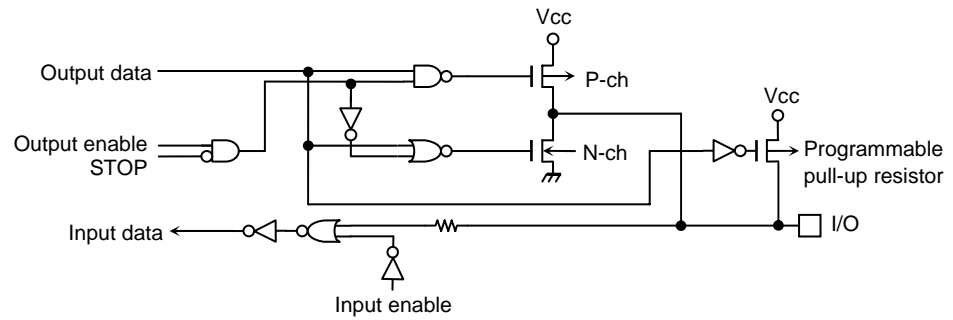 Vcc
Output data
P-ch
Vcc
Output enable
STOP
N-ch
Programmable
pull-up resistor
I/O
Input data
Input enable